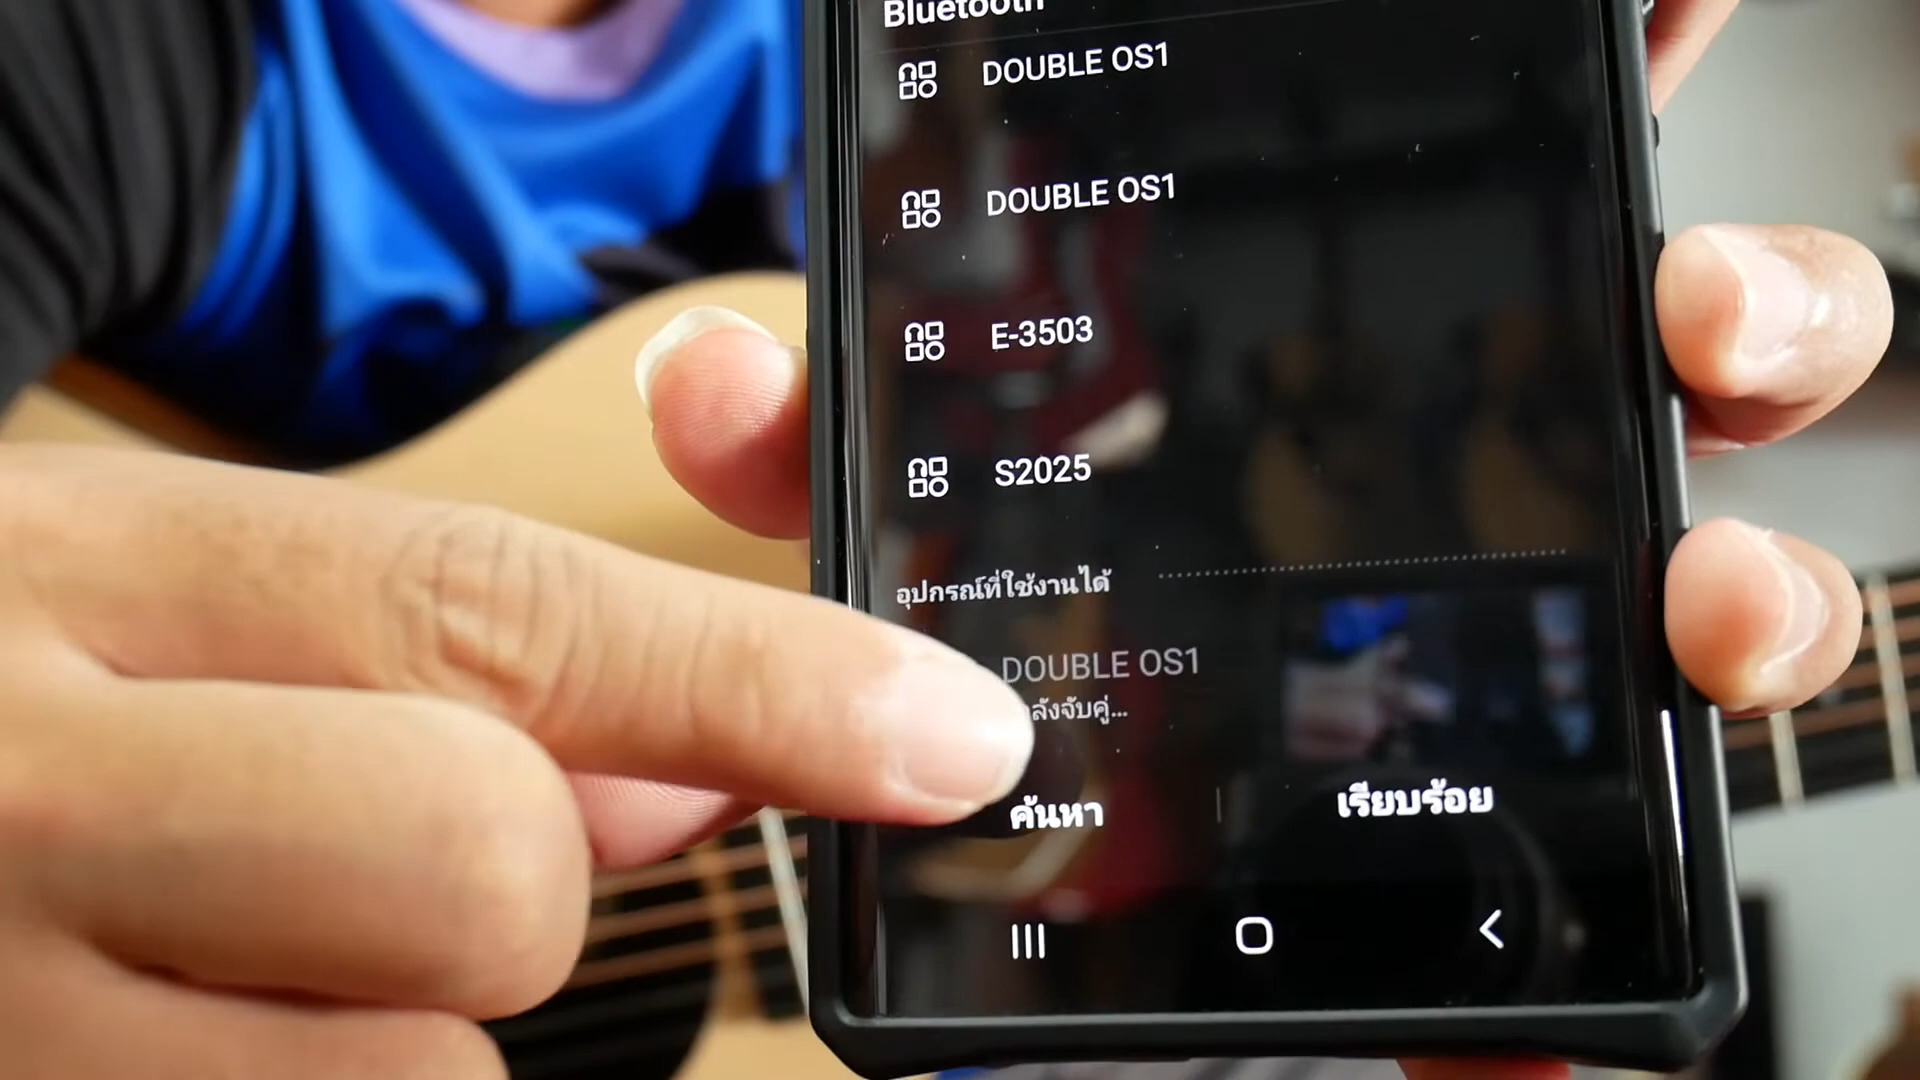 Bluetooth
DOUBLE OS1
DOUBLE OS1
E-3503
S2025
อุปกรณ์ที่ใช้งานได้
DOUBLE OS1
ลังจับคู่...
ค้นหา
เรียบร้อย